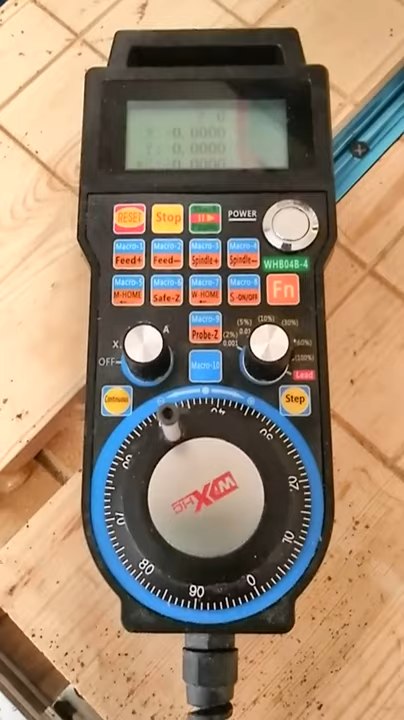 X: -0.0000
Y: -0.0000
-0.0000
RESET Stop POWER
Macro-1 Macro-2 Macro-3 Macro-4
Feed+ Feed- Spindle+ Spindle-
WHB04B-4
Macro-5 Macro-6 Macro-7 Macro-8
M-HOME Safe-Z W-HOME S-ON/OFF Fn
Macro-9
Probe-Z
Macro-10
OFF X A
(2%) (5%) (10%) (30%) (60%) (100%)
0.001
Lead
Continuous Step
WIXHC
40
30
20
10
0
90
80
70
60